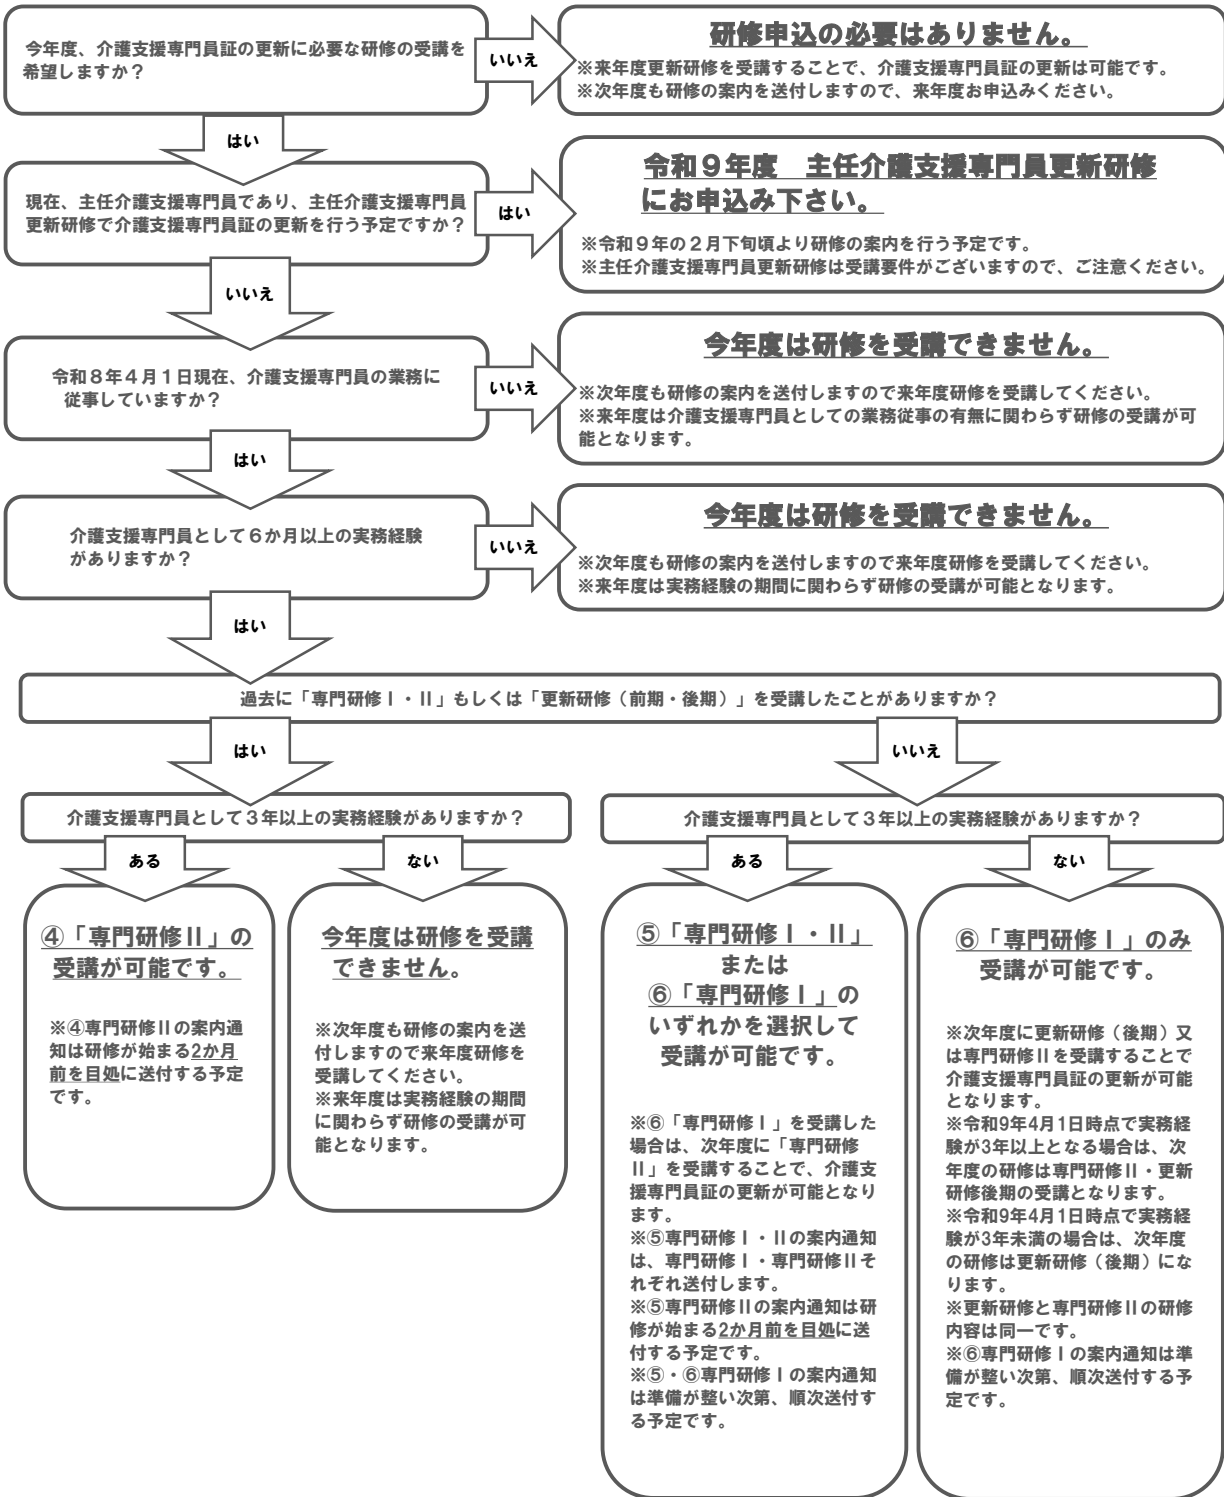 今年度、介護支援専門員証の更新に必要な研修の受講を
希望しますか？
いいえ
研修申込の必要はありません。
※来年度更新研修を受講することで、介護支援専門員証の更新は可能です。
※次年度も研修の案内を送付しますので、来年度お申込みください。
はい
現在、主任介護支援専門員であり、主任介護支援専門員
更新研修で介護支援専門員証の更新を行う予定ですか？
はい
令和９年度　主任介護支援専門員更新研修
にお申込み下さい。
※令和９年の２月下旬頃より研修の案内を行う予定です。
※主任介護支援専門員更新研修は受講要件がございますので、ご注意ください。
いいえ
令和８年４月１日現在、介護支援専門員の業務に
従事していますか？
いいえ
今年度は研修を受講できません。
※次年度も研修の案内を送付しますので来年度研修を受講してください。
※来年度は介護支援専門員としての業務従事の有無に関わらず研修の受講が可
能となります。
はい
介護支援専門員として６か月以上の実務経験
がありますか？
いいえ
今年度は研修を受講できません。
※次年度も研修の案内を送付しますので来年度研修を受講してください。
※来年度は実務経験の期間に関わらず研修の受講が可能となります。
はい
過去に「専門研修Ⅰ・Ⅱ」もしくは「更新研修（前期・後期）」を受講したことがありますか？
はい
いいえ
介護支援専門員として３年以上の実務経験がありますか？
介護支援専門員として３年以上の実務経験がありますか？
ある
ない
ある
ない
④「専門研修Ⅱ」の
受講が可能です。
※④専門研修Ⅱの案内通
知は研修が始まる2か月
前を目処に送付する予定
です。
今年度は研修を受講
できません。
※次年度も研修の案内を送
付しますので来年度研修を
受講してください。
※来年度は実務経験の期間
に関わらず研修の受講が可
能となります。
⑤「専門研修Ⅰ・Ⅱ」
または
⑥「専門研修Ⅰ」の
いずれかを選択して
受講が可能です。
※⑥「専門研修Ⅰ」を受講した
場合は、次年度に「専門研修
Ⅱ」を受講することで、介護支
援専門員証の更新が可能となり
ます。
※⑤専門研修Ⅰ・Ⅱの案内通知
は、専門研修Ⅰ・専門研修Ⅱそ
れぞれ送付します。
※⑤専門研修Ⅱの案内通知は研
修が始まる2か月前を目処に送
付する予定です。
※⑤・⑥専門研修Ⅰの案内通知
は準備が整い次第、順次送付す
る予定です。
⑥「専門研修Ⅰ」のみ
受講が可能です。
※次年度に更新研修（後期）又
は専門研修Ⅱを受講することで
介護支援専門員証の更新が可能
となります。
※令和9年4月1日時点で実務経
験が3年以上となる場合は、次
年度の研修は専門研修Ⅱ・更新
研修後期の受講となります。
※令和9年4月1日時点で実務経
験が3年未満の場合は、次年度
の研修は更新研修（後期）にな
ります。
※更新研修と専門研修Ⅱの研修
内容は同一です。
※⑥専門研修Ⅰの案内通知は準
備が整い次第、順次送付する予
定です。